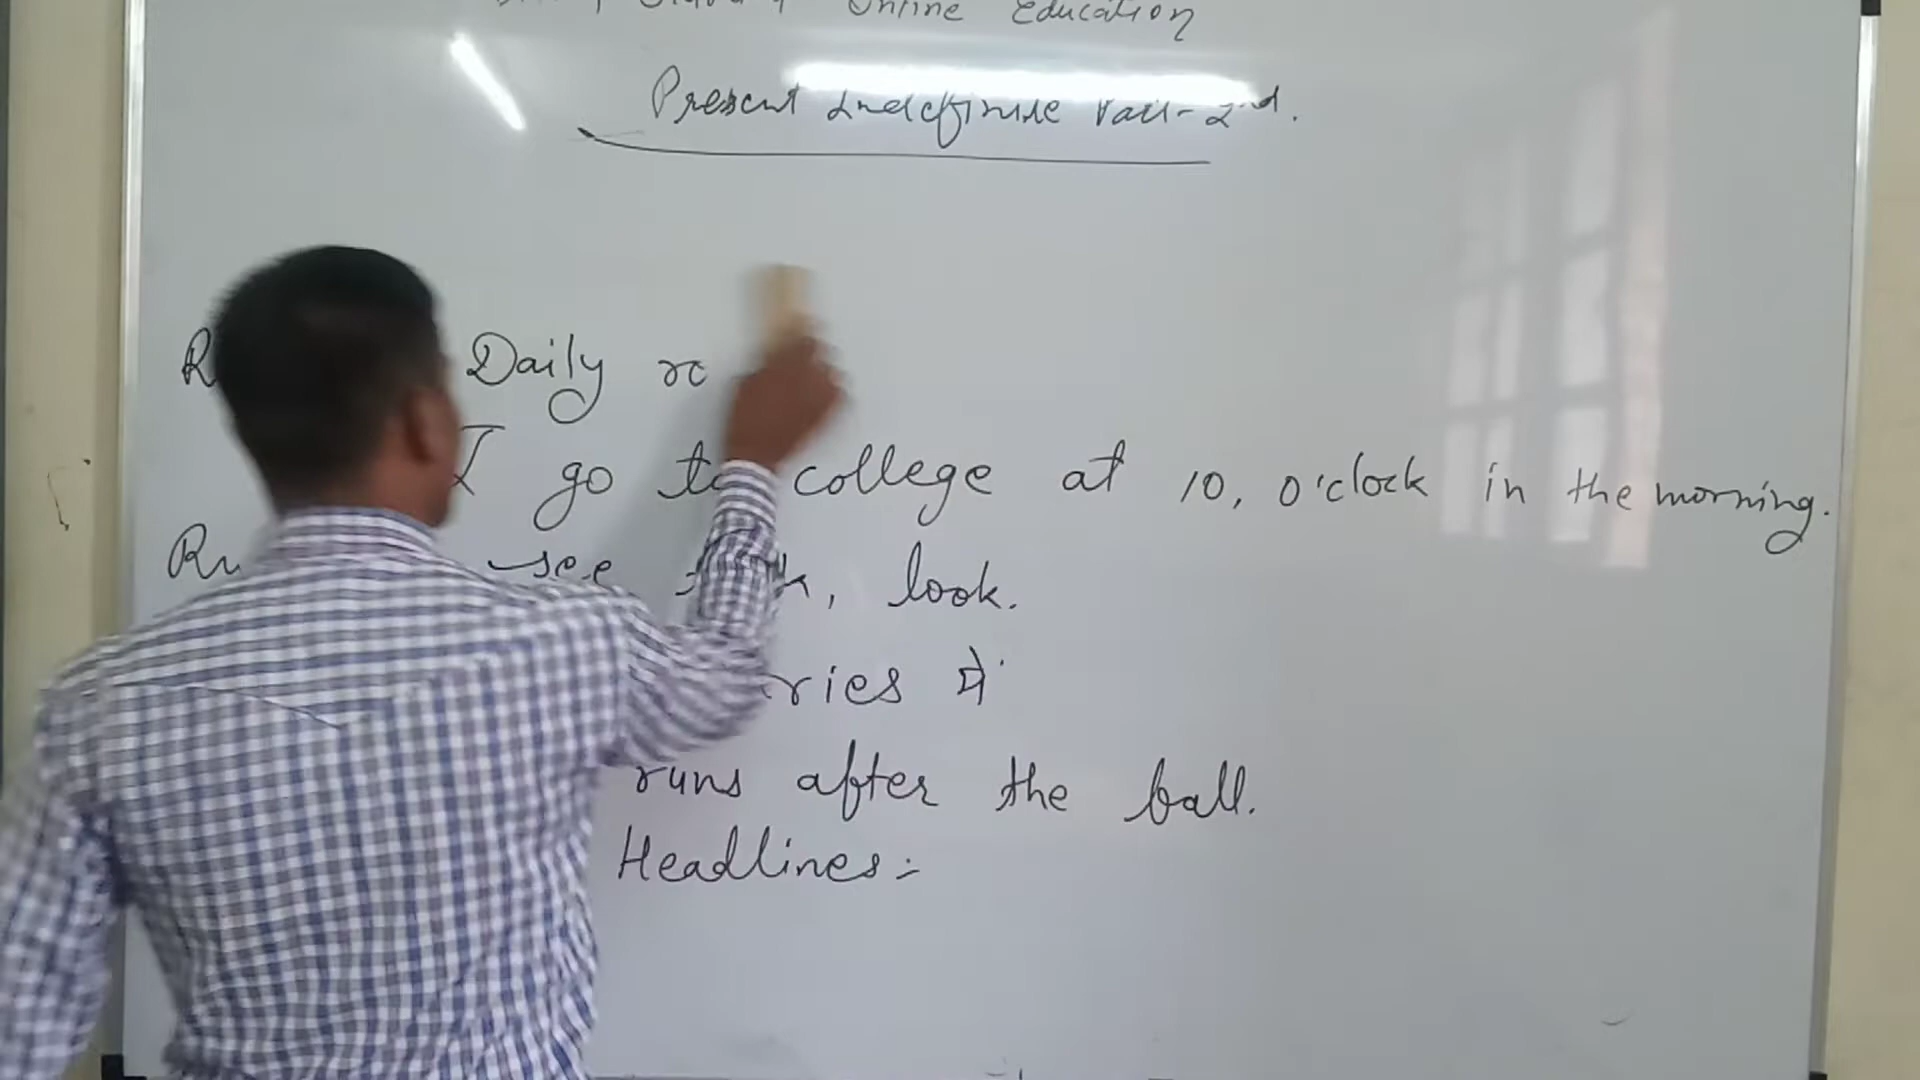 Online Education
Present Indefinite Part-2nd.
Daily
I go to college at 10, o'clock in the morning.
see look.
में
runs after the ball.
Headlines:-